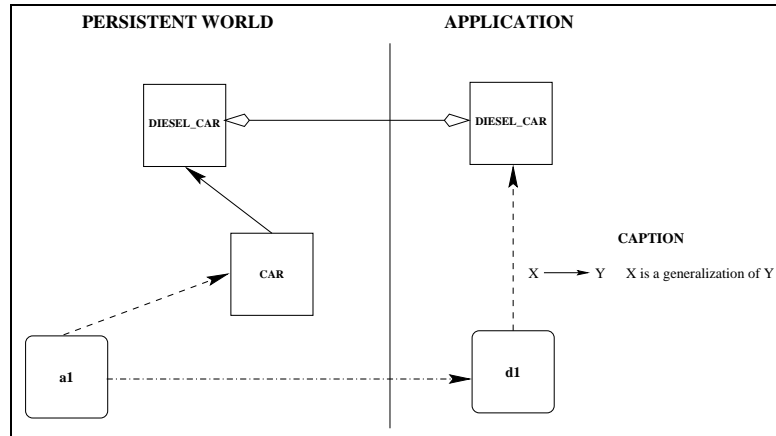 PERSISTENT WORLD
APPLICATION
DIESEL_CAR
DIESEL_CAR
CAR
CAPTION
X Y X is a generalization of Y
a1
d1